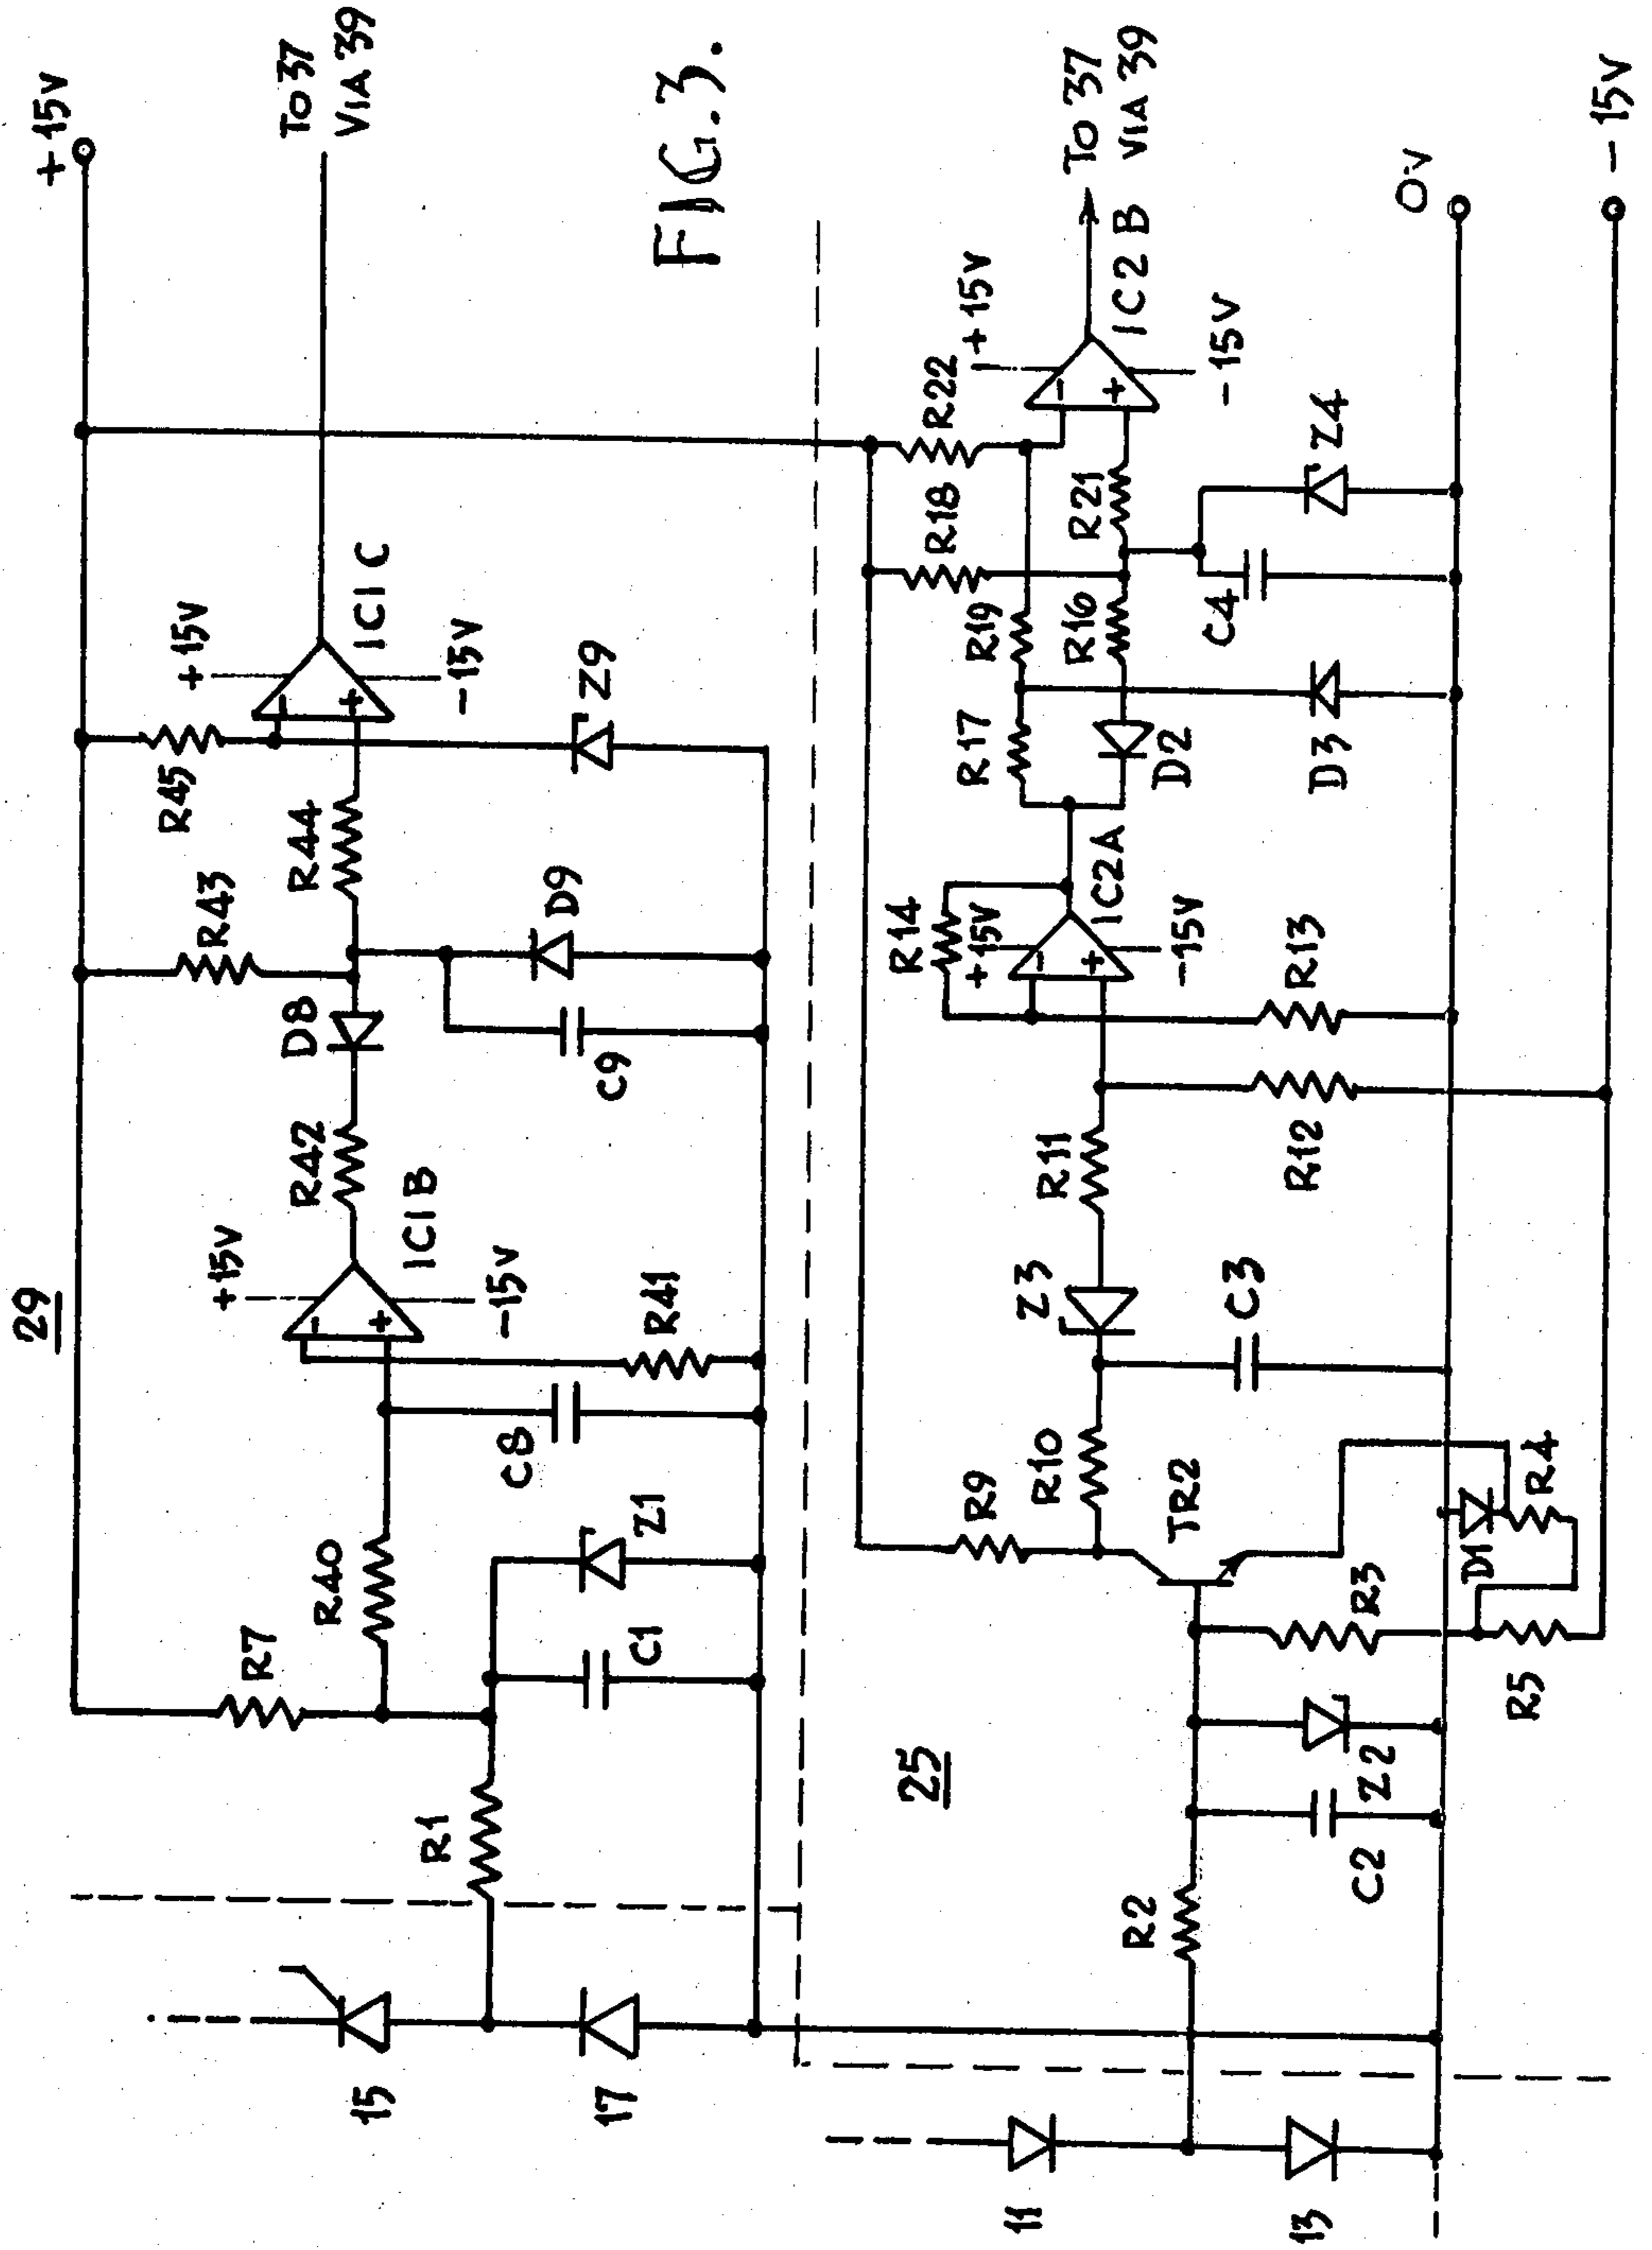 29
+15V
R7
R40
R1
C1
Z1
C8
R41
+15V
-15V
IC1B
R42
D8
C9
D9
R43
R44
R45
+15V
-15V
IC1C
Z9
To 37
VIA 39
15
17
FIG.3.
25
11
13
R2
C2
Z2
R3
R5
D1
R4
TR2
R9
R10
C3
Z3
R11
R12
R13
R14
+15V
-15V
IC2A
R17
D2
D3
R19
R16
R18
C4
R21
R22
Z4
+15V
-15V
IC2B
To 37
VIA 39
0V
-15V